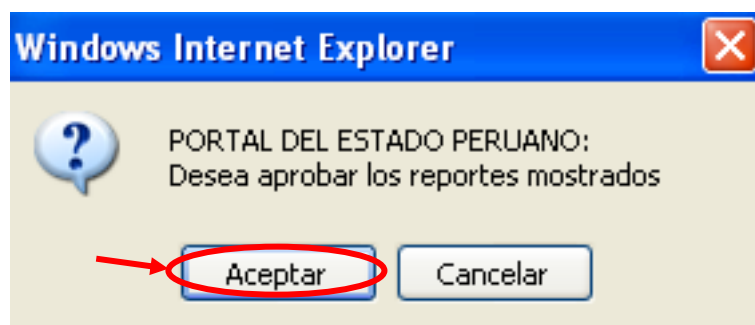 Windows Internet Explorer
PORTAL DEL ESTADO PERUANO:
Desea aprobar los reportes mostrados
Aceptar
Cancelar